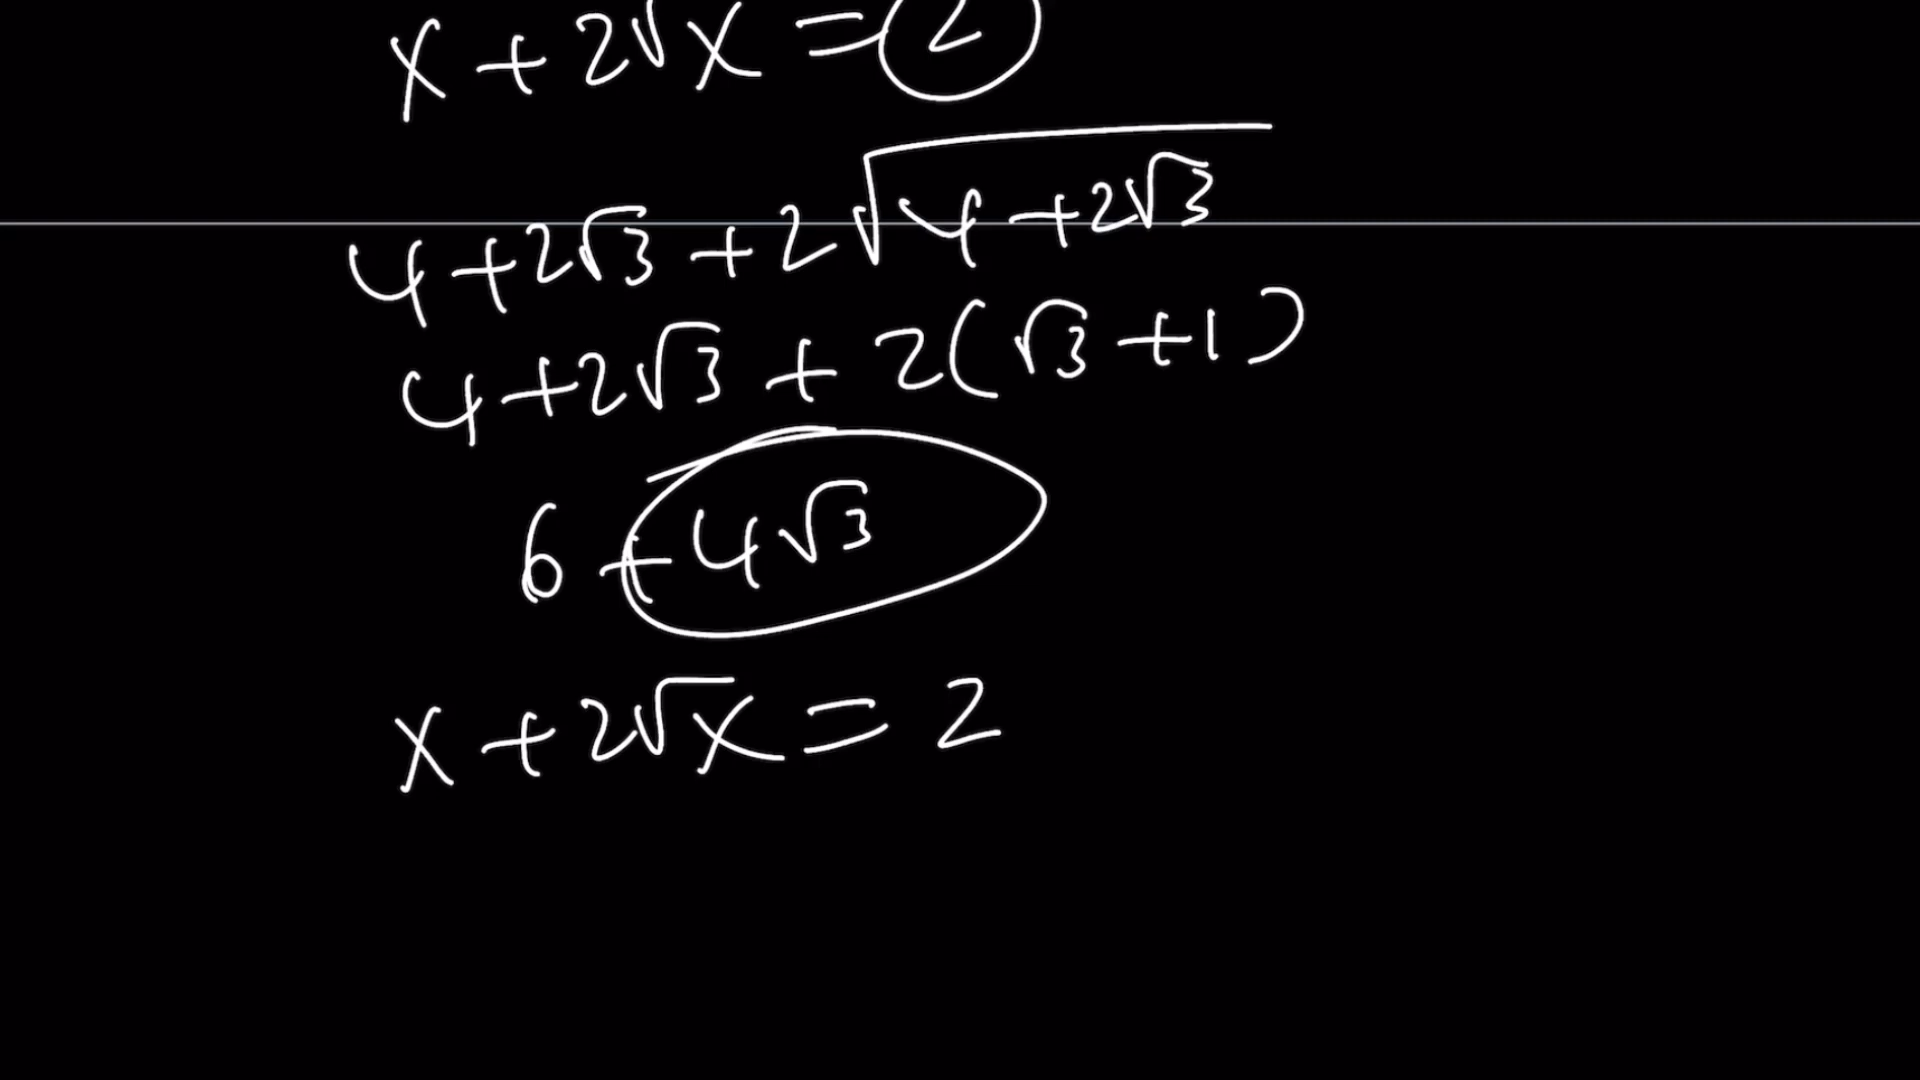 x + 2√x = 2
4 + 2√3 + 2√(4 + 2√3)
4 + 2√3 + 2(√3 + 1)
6 + 4√3
x + 2√x = 2